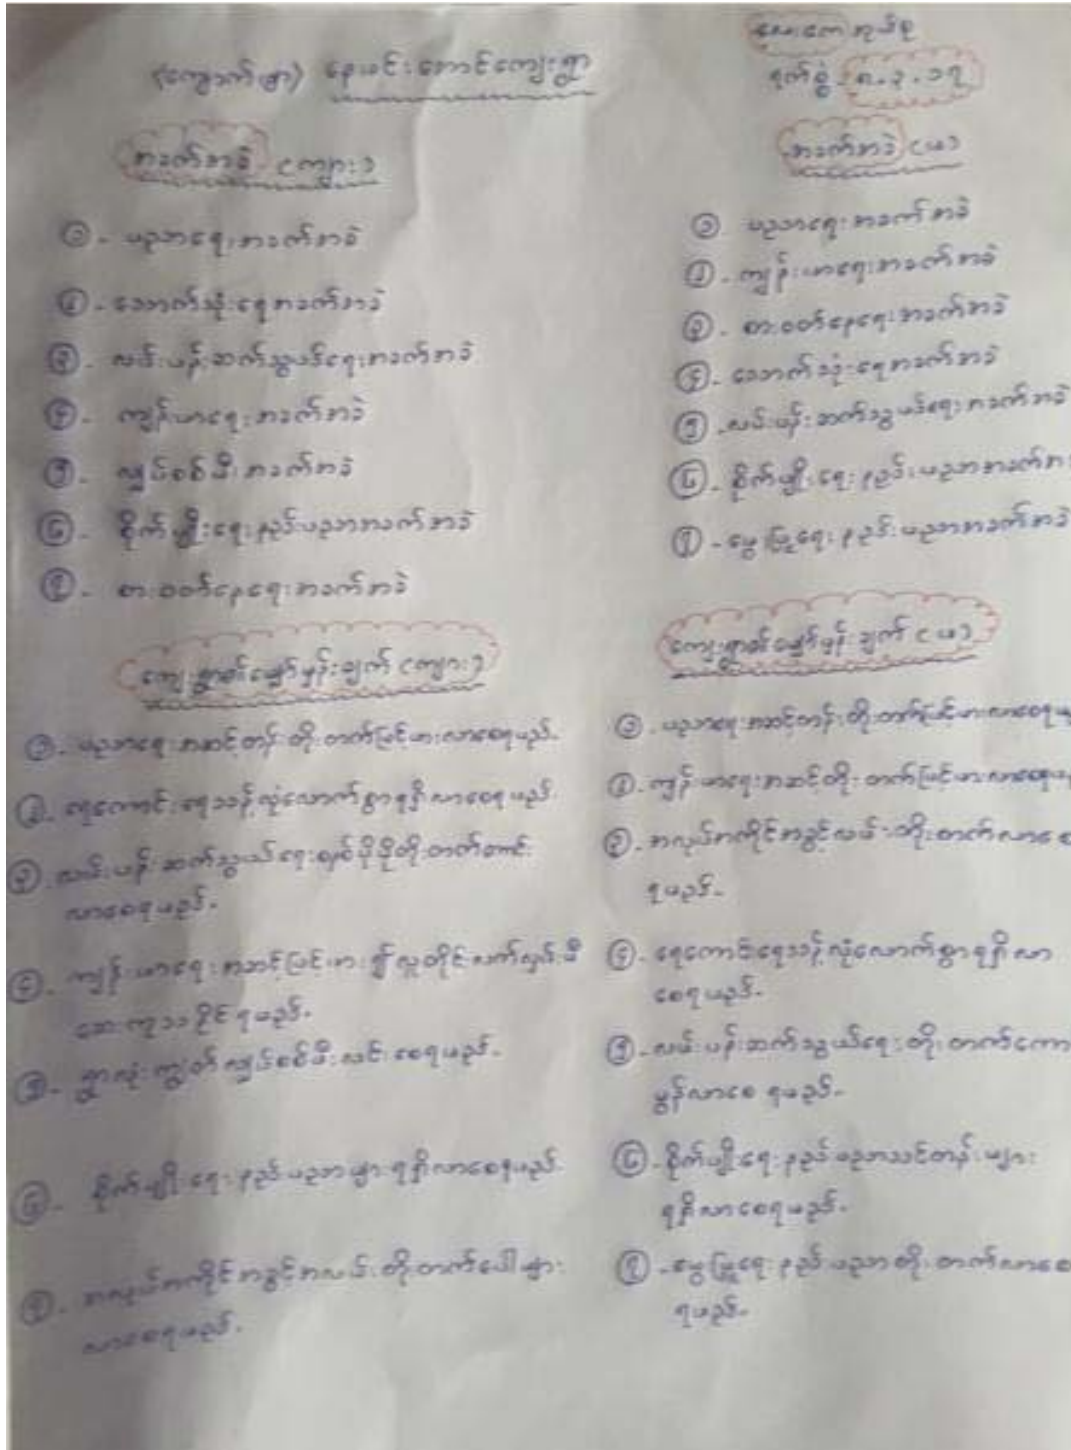 (ကျောက်ဖျာ) နေမင်းအောင်ကျေးရွာ
ရက်စွဲ - ၈.၃.၁၇
အခက်အခဲ (ကျား)
၁- ပညာရေးအခက်အခဲ
၂- သောက်သုံးရေအခက်အခဲ
၃- လမ်းပန်းဆက်သွယ်ရေးအခက်အခဲ
၄- ကျန်းမာရေးအခက်အခဲ
၅- လျှပ်စစ်မီးအခက်အခဲ
၆- စိုက်ပျိုးရေးနည်းပညာအခက်အခဲ
၇- စားဝတ်နေရေးအခက်အခဲ
ကျေးရွာ၏မျှော်မှန်းချက် (ကျား)
၁- ပညာရေးအဆင့်တန်းတိုးတက်မြင့်မားလာစေရမည်.
၂- ရေကောင်းရေသန့်လုံလောက်စွာရရှိလာစေရမည်.
၃- လမ်းပန်းဆက်သွယ်ရေးစနစ်ပိုမိုတိုးတက်ကောင်း
လာစေရမည်.
၄- ကျန်းမာရေးအဆင့်မြင့်မား၍လူတိုင်းလက်လှမ်းမီ
ဆေးကုသနိုင်ရမည်.
၅- ရွာလုံးကျွတ်လျှပ်စစ်မီးလင်းစေရမည်.
၆- စိုက်ပျိုးရေးနည်းပညာများရရှိလာစေရမည်.
၇- အလုပ်အကိုင်အခွင့်အလမ်းတိုးတက်ပေါများ
လာစေရမည်.
အခက်အခဲ (မ)
၁ ပညာရေးအခက်အခဲ
၂- ကျန်းမာရေးအခက်အခဲ
၃- စားဝတ်နေရေးအခက်အခဲ
၄- သောက်သုံးရေအခက်အခဲ
၅- လမ်းပန်းဆက်သွယ်ရေးအခက်အခဲ
၆- စိုက်ပျိုးရေးနည်းပညာအခက်အ
၇- မွေးမြူရေးနည်းပညာအခက်အခဲ
ကျေးရွာ၏မျှော်မှန်းချက် (မ)
၁- ပညာရေးအဆင့်တန်းတိုးတက်မြင့်မားလာစေရမ
၂- ကျန်းမာရေးအဆင့်တိုးတက်မြင့်မားလာစေရမ
၃- အလုပ်အကိုင်အခွင့်လမ်းတိုးတက်လာစေ
ရမည်.
၄- ရေကောင်းရေသန့်လုံလောက်စွာရရှိလာ
စေရမည်.
၅- လမ်းပန်းဆက်သွယ်ရေးတိုးတက်ကော
မွန်လာစေရမည်.
၆- စိုက်ပျိုးရေးနည်းပညာသင်တန်းများ
ရရှိလာစေရမည်.
၇- မွေးမြူရေးနည်းပညာတိုးတက်လာစေ
ရမည်.